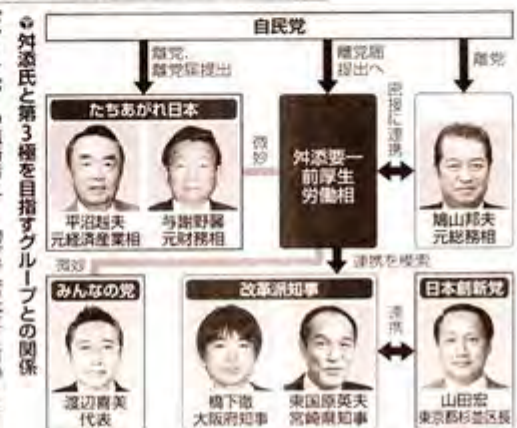 舛添氏と第3極を目指すグループとの関係
自民党
離党、
離党届提出
離党届
提出へ
離党
たちあがれ日本
平沼赳夫
元経済産業相
与謝野馨
元財務相
微妙
舛添要一
前厚生
労働相
密接に連携
鳩山邦夫
元総務相
微妙
連携を模索
みんなの党
渡辺喜美
代表
改革派知事
橋下徹
大阪府知事
東国原英夫
宮崎県知事
連携
日本創新党
山田宏
東京都杉並区長